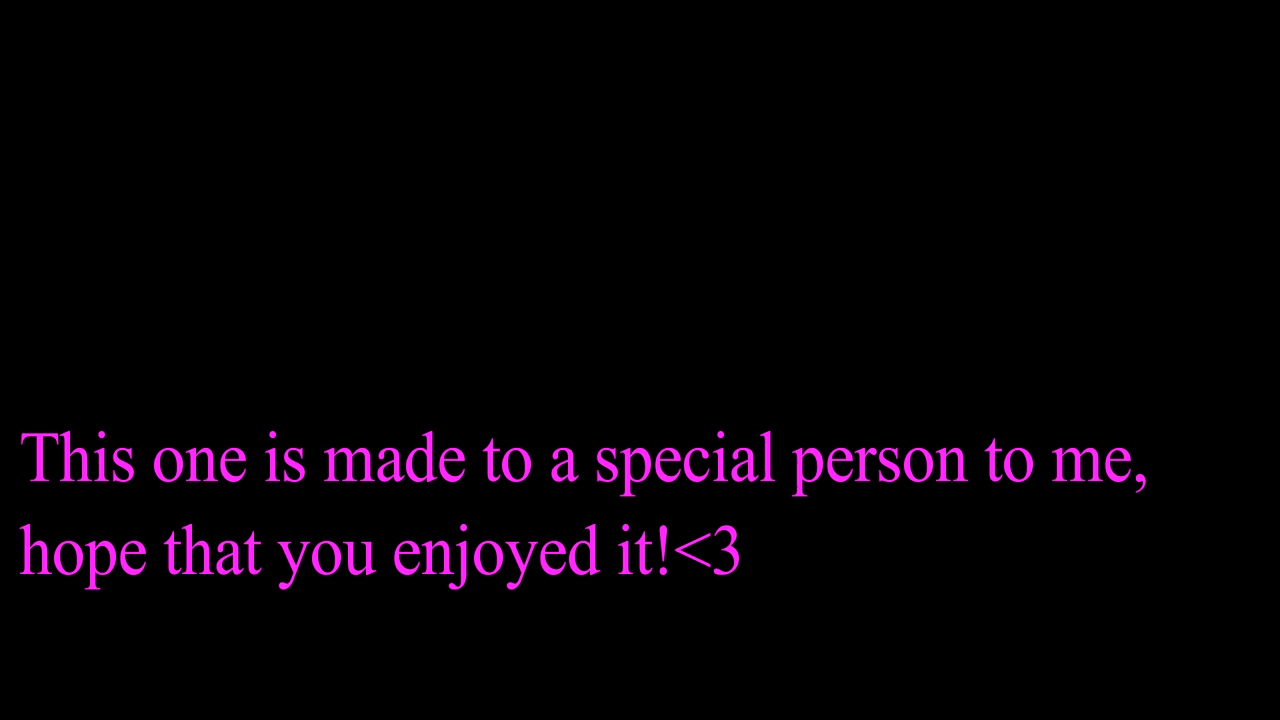 This one is made to a special person to me,
hope that you enjoyed it!<3